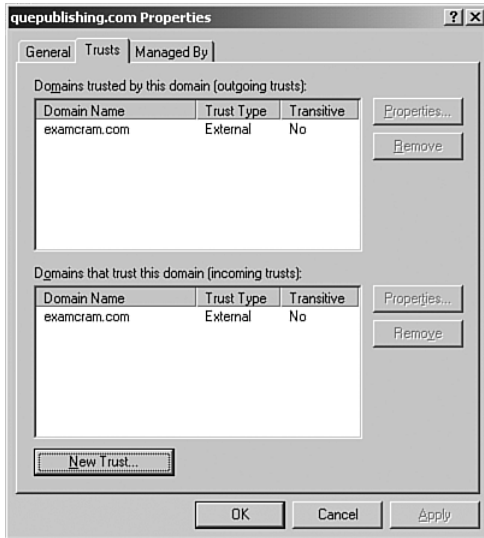 quepublishing.com Properties
? X
General Trusts Managed By
Domains trusted by this domain (outgoing trusts):
Domain Name Trust Type Transitive
examcram.com External No
Properties...
Remove
Domains that trust this domain (incoming trusts):
Domain Name Trust Type Transitive
examcram.com External No
Properties...
Remove
New Trust...
OK Cancel Apply